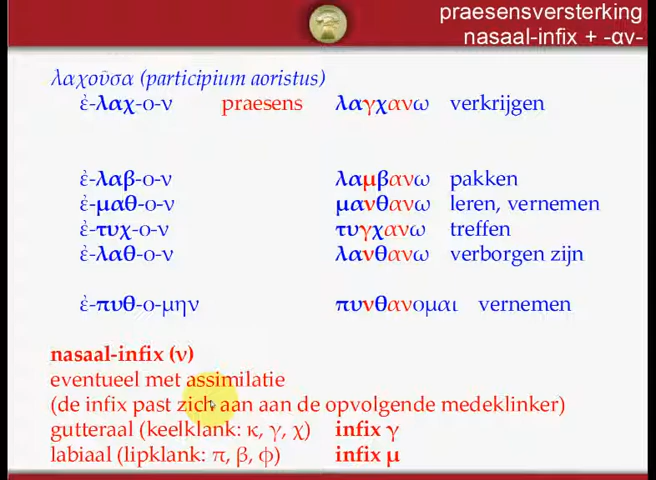 praesensversterking
nasaal-infix + -αν-
λαχοῦσα (participium aoristus)
ἐ-λαχ-ο-ν praesens λαγχανω verkrijgen
ἐ-λαβ-ο-ν λαμβανω pakken
ἐ-μαθ-ο-ν μανθανω leren, vernemen
ἐ-τυχ-ο-ν τυγχανω treffen
ἐ-λαθ-ο-ν λανθανω verborgen zijn
ἐ-πυθ-ο-μην πυνθανομαι vernemen
nasaal-infix (ν)
eventueel met assimilatie
(de infix past zich aan aan de opvolgende medeklinker)
gutteraal (keelklank: κ, γ, χ) infix γ
labiaal (lipklank: π, β, φ) infix μ